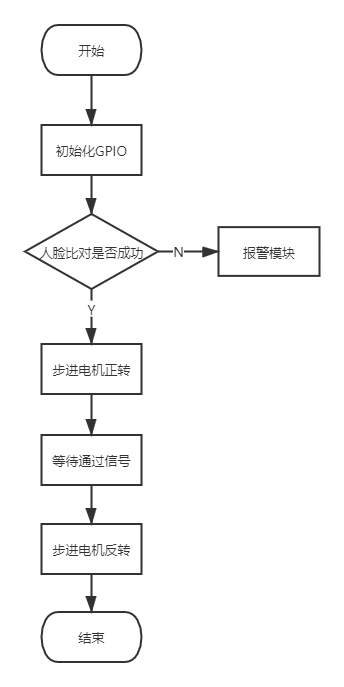 开始
初始化GPIO
人脸比对是否成功
N
报警模块
Y
步进电机正转
等待通过信号
步进电机反转
结束